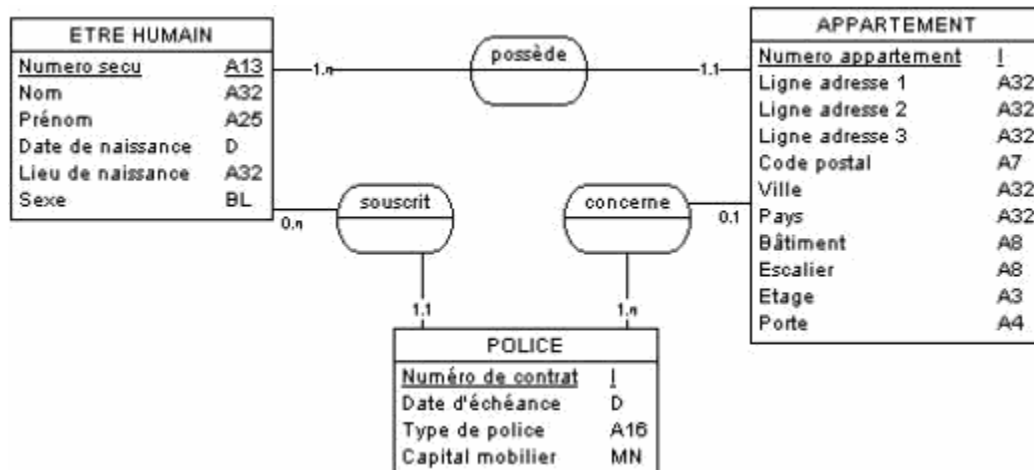 ETRE HUMAIN
Numero secu A13
Nom A32
Prénom A25
Date de naissance D
Lieu de naissance A32
Sexe BL
1.n
possède
1.1
APPARTEMENT
Numero appartement I
Ligne adresse 1 A32
Ligne adresse 2 A32
Ligne adresse 3 A32
Code postal A7
Ville A32
Pays A32
Bâtiment A8
Escalier A8
Etage A3
Porte A4
0.n
souscrit
1.1
concerne
0.1
1.n
POLICE
Numéro de contrat I
Date d'échéance D
Type de police A16
Capital mobilier MN